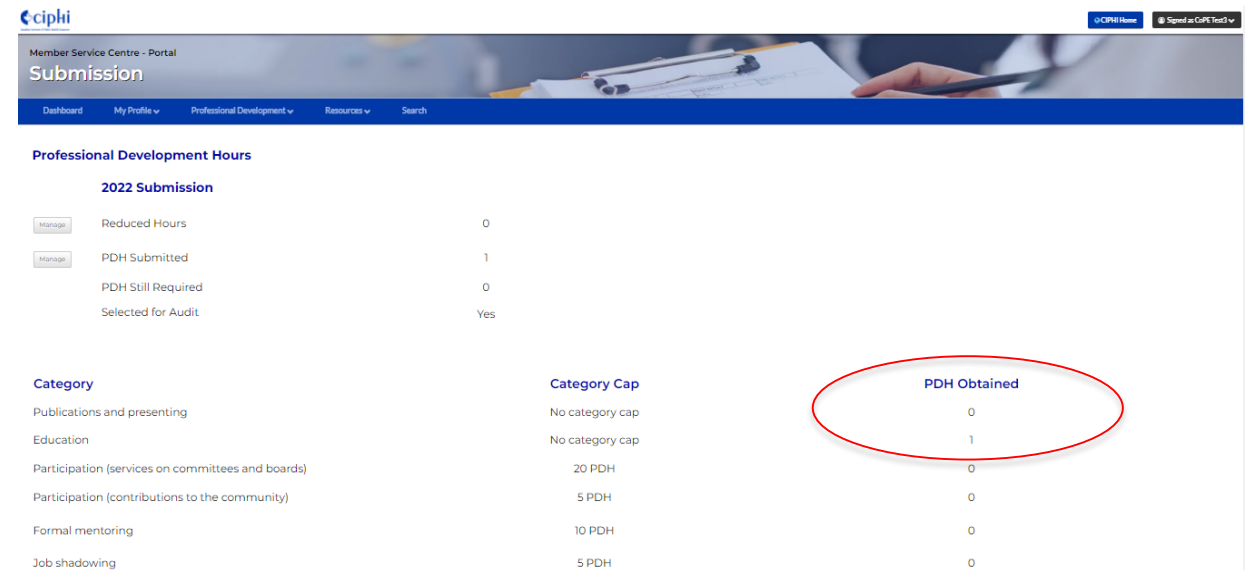 ciphi
CIPHI Home Signed as CoPETest3
Member Service Centre - Portal
Submission
Dashboard My Profile Professional Development Resources Search
Professional Development Hours
2022 Submission
Manage Reduced Hours 0
Manage PDH Submitted 1
PDH Still Required 0
Selected for Audit Yes
Category Category Cap PDH Obtained
Publications and presenting No category cap 0
Education No category cap 1
Participation (services on committees and boards) 20 PDH 0
Participation (contributions to the community) 5 PDH 0
Formal mentoring 10 PDH 0
Job shadowing 5 PDH 0